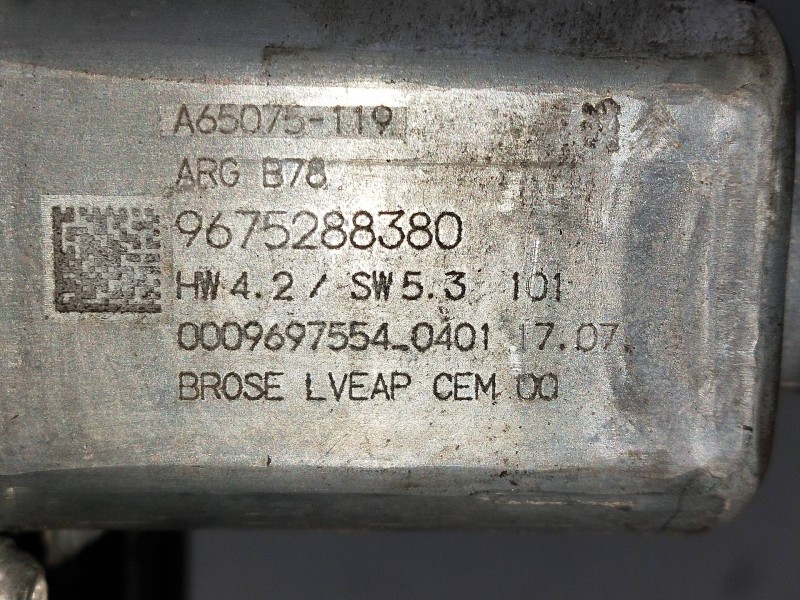 A65075-119
ARG B78
9675288380
HW 4.2 / SW 5.3 101
0009697554_0401 17.07.
BROSE LVEAP CEM 00